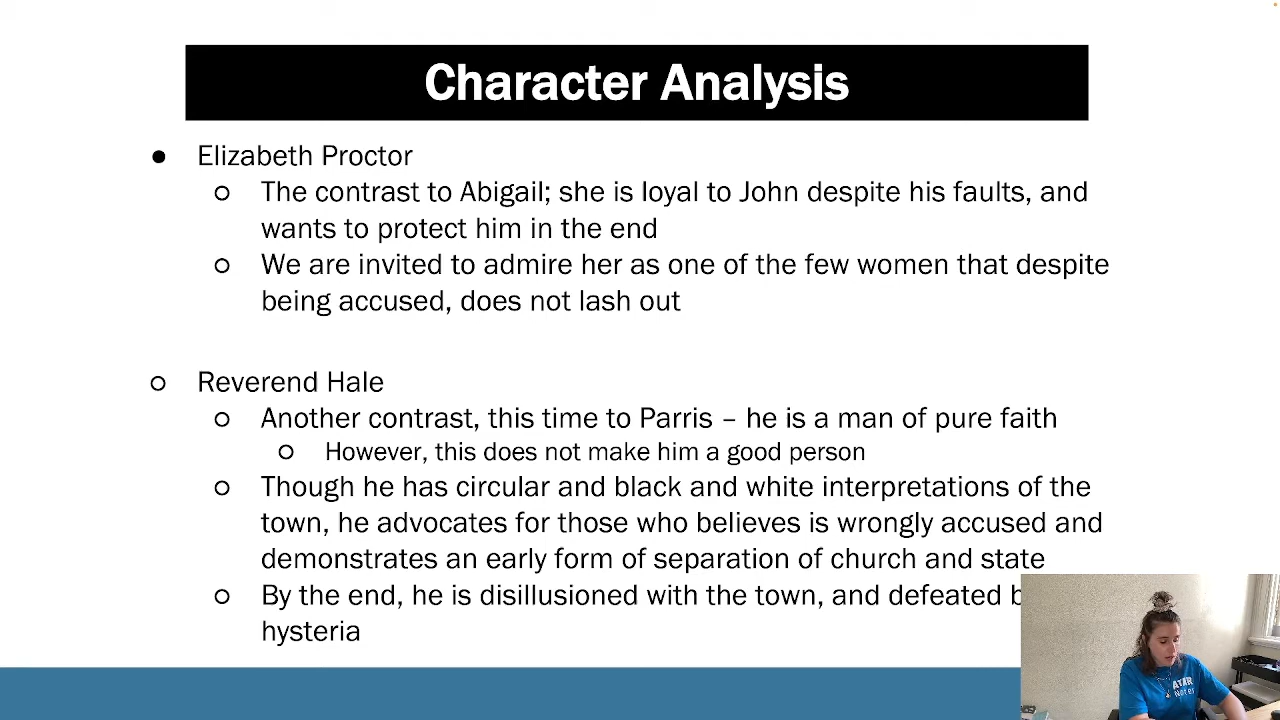 Character Analysis
● Elizabeth Proctor
○ The contrast to Abigail; she is loyal to John despite his faults, and
wants to protect him in the end
○ We are invited to admire her as one of the few women that despite
being accused, does not lash out
○ Reverend Hale
○ Another contrast, this time to Parris – he is a man of pure faith
○ However, this does not make him a good person
○ Though he has circular and black and white interpretations of the
town, he advocates for those who believes is wrongly accused and
demonstrates an early form of separation of church and state
○ By the end, he is disillusioned with the town, and defeated
hysteria
ATAR
Notes